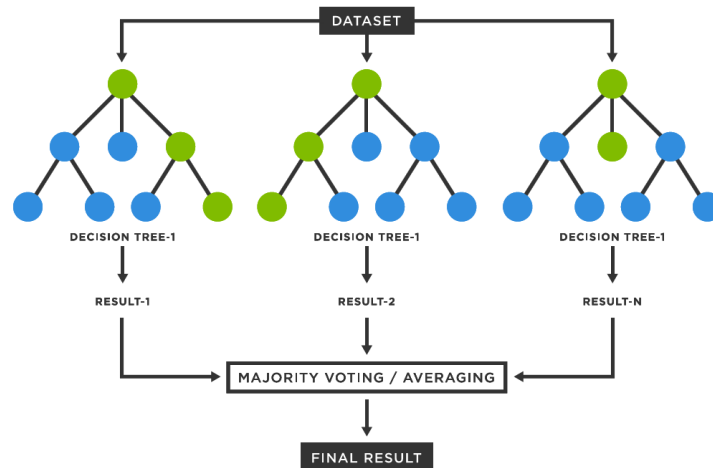 DATASET
DECISION TREE-1
DECISION TREE-1
DECISION TREE-1
RESULT-1
RESULT-2
RESULT-N
MAJORITY VOTING / AVERAGING
FINAL RESULT